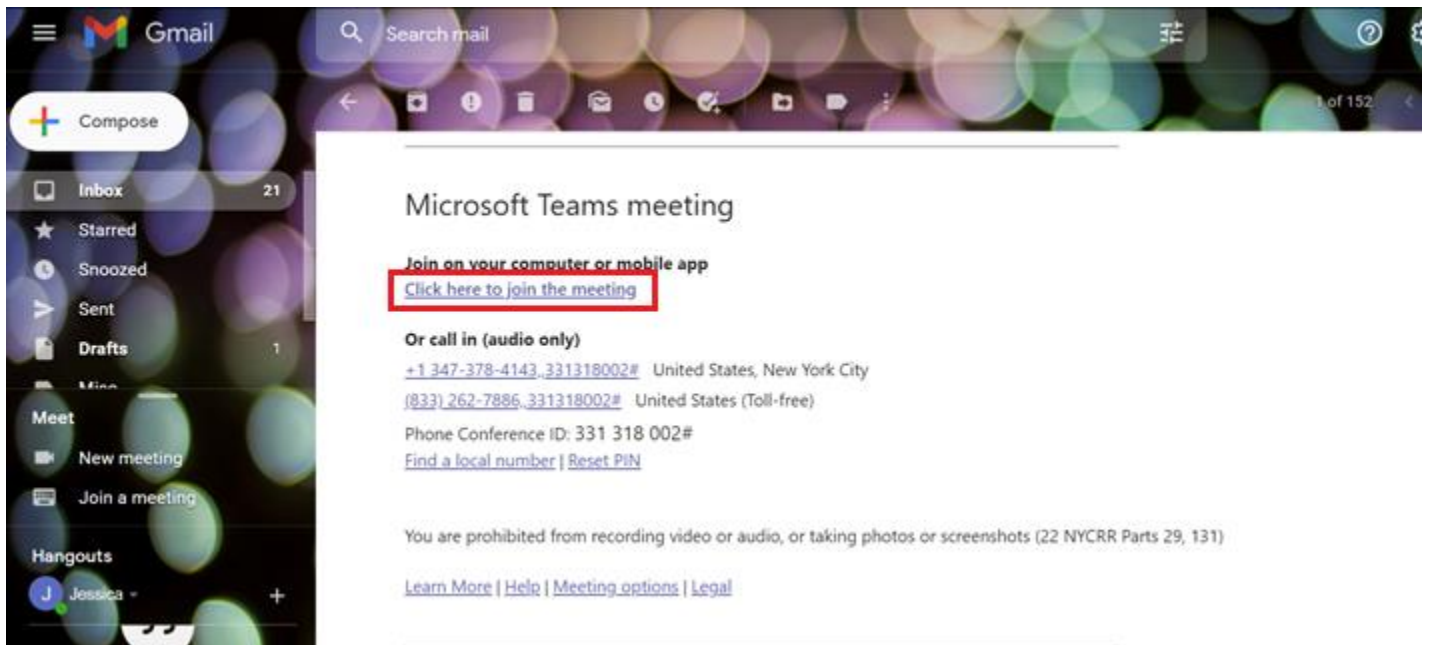 Gmail
Search mail
Compose
1 of 152
Inbox 21
Starred
Snoozed
Sent
Drafts 1
Misc
Meet
New meeting
Join a meeting
Hangouts
J Jessica
Microsoft Teams meeting
Join on your computer or mobile app
Click here to join the meeting
Or call in (audio only)
+1 347-378-4143,,331318002# United States, New York City
(833) 262-7886,,331318002# United States (Toll-free)
Phone Conference ID: 331 318 002#
Find a local number | Reset PIN
You are prohibited from recording video or audio, or taking photos or screenshots (22 NYCRR Parts 29, 131)
Learn More | Help | Meeting options | Legal